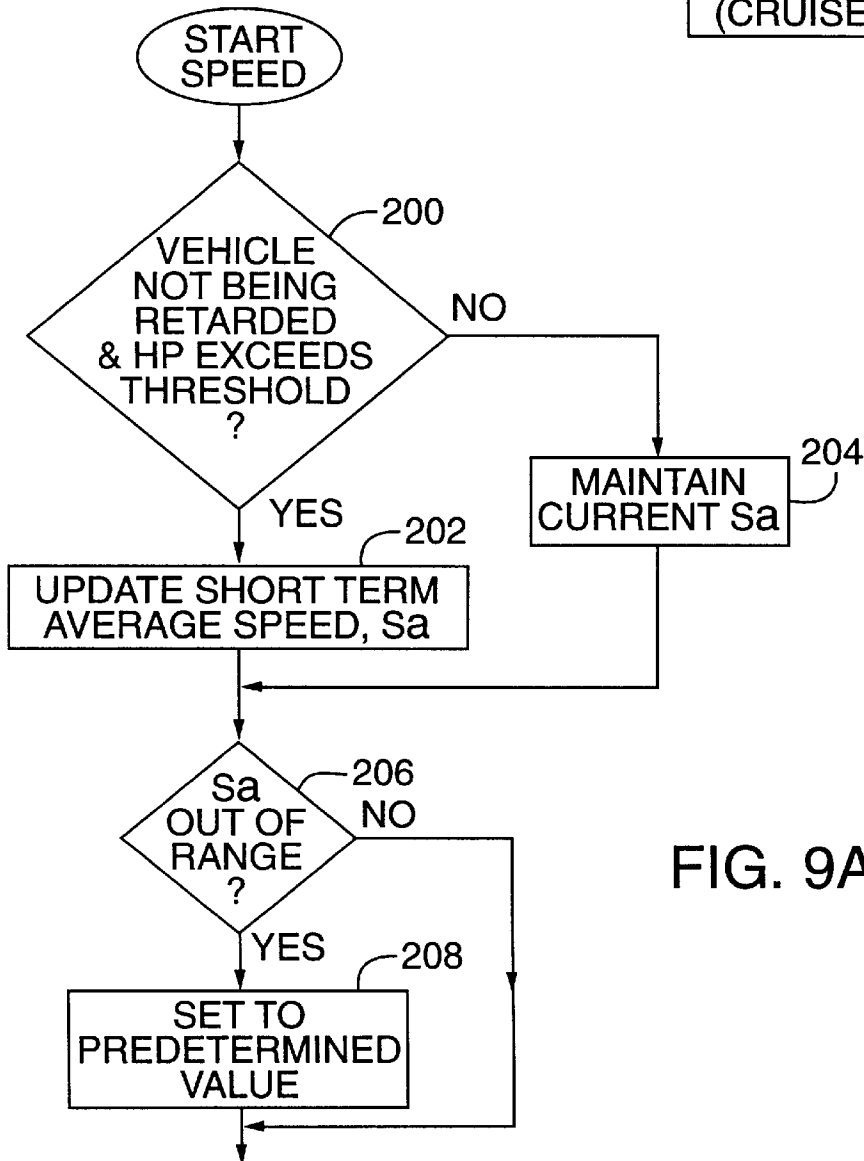 (CRUISE
START
SPEED
200
VEHICLE
NOT BEING
RETARDED
& HP EXCEEDS
THRESHOLD
?
NO
YES
204
MAINTAIN
CURRENT Sa
202
UPDATE SHORT TERM
AVERAGE SPEED, Sa
206
Sa
OUT OF
RANGE
?
NO
YES
FIG. 9A
208
SET TO
PREDETERMINED
VALUE